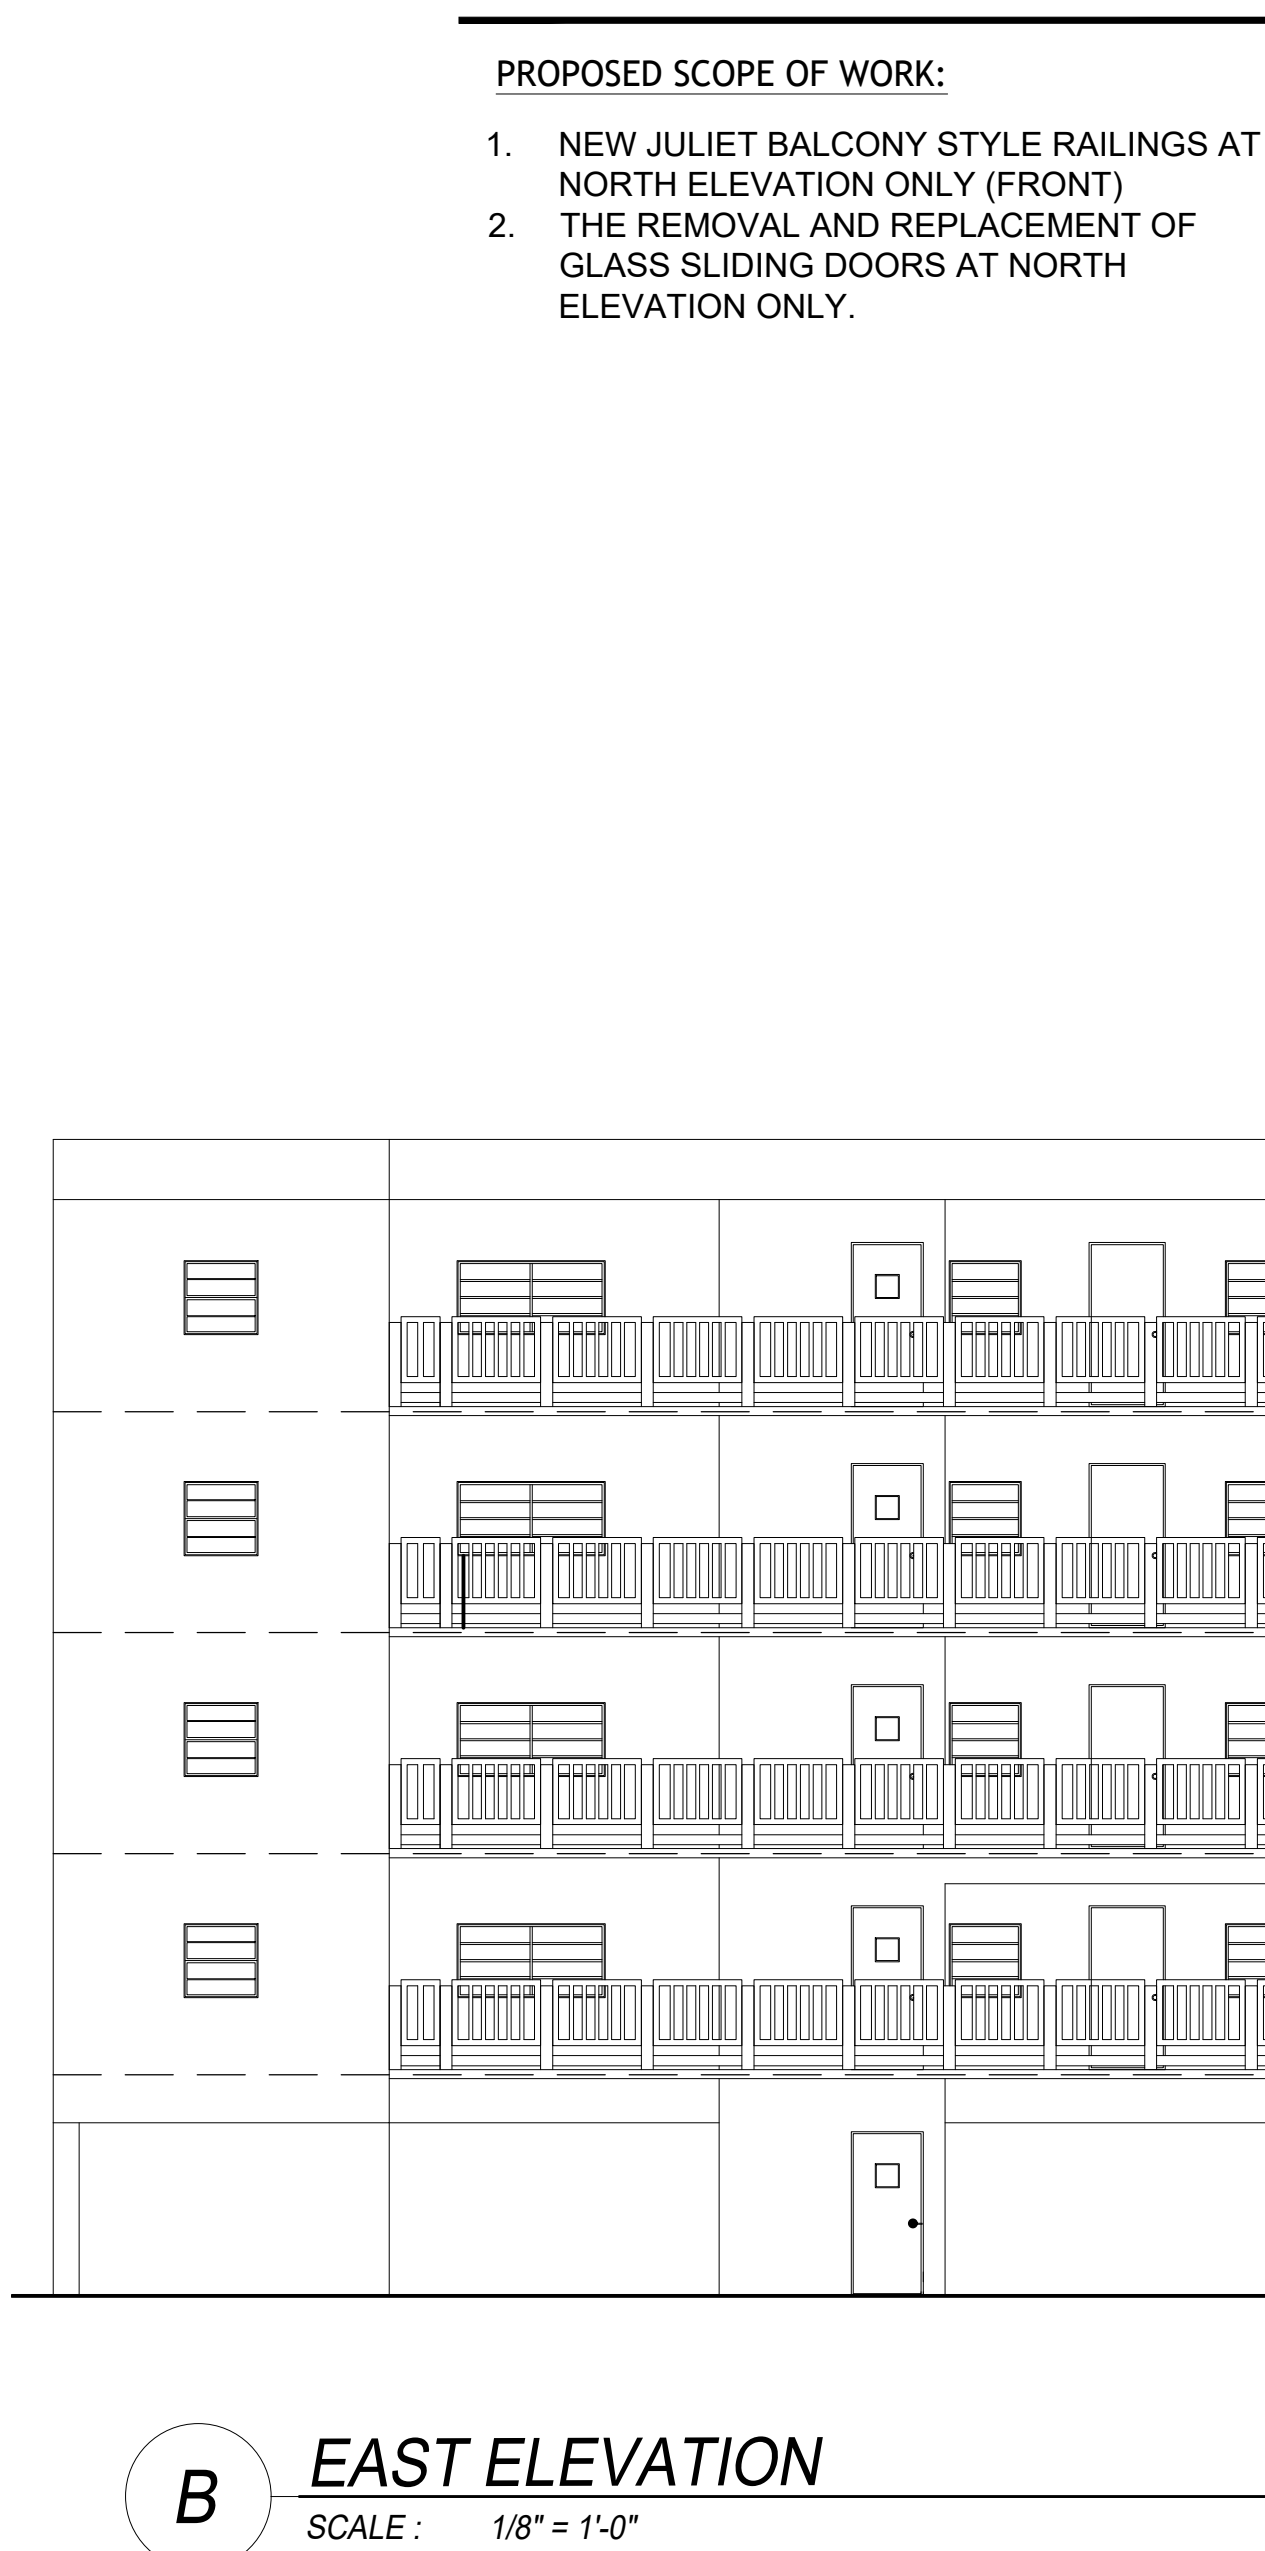 PROPOSED SCOPE OF WORK:
1. NEW JULIET BALCONY STYLE RAILINGS AT
NORTH ELEVATION ONLY (FRONT)
2. THE REMOVAL AND REPLACEMENT OF
GLASS SLIDING DOORS AT NORTH
ELEVATION ONLY.
B
EAST ELEVATION
SCALE : 1/8" = 1'-0"